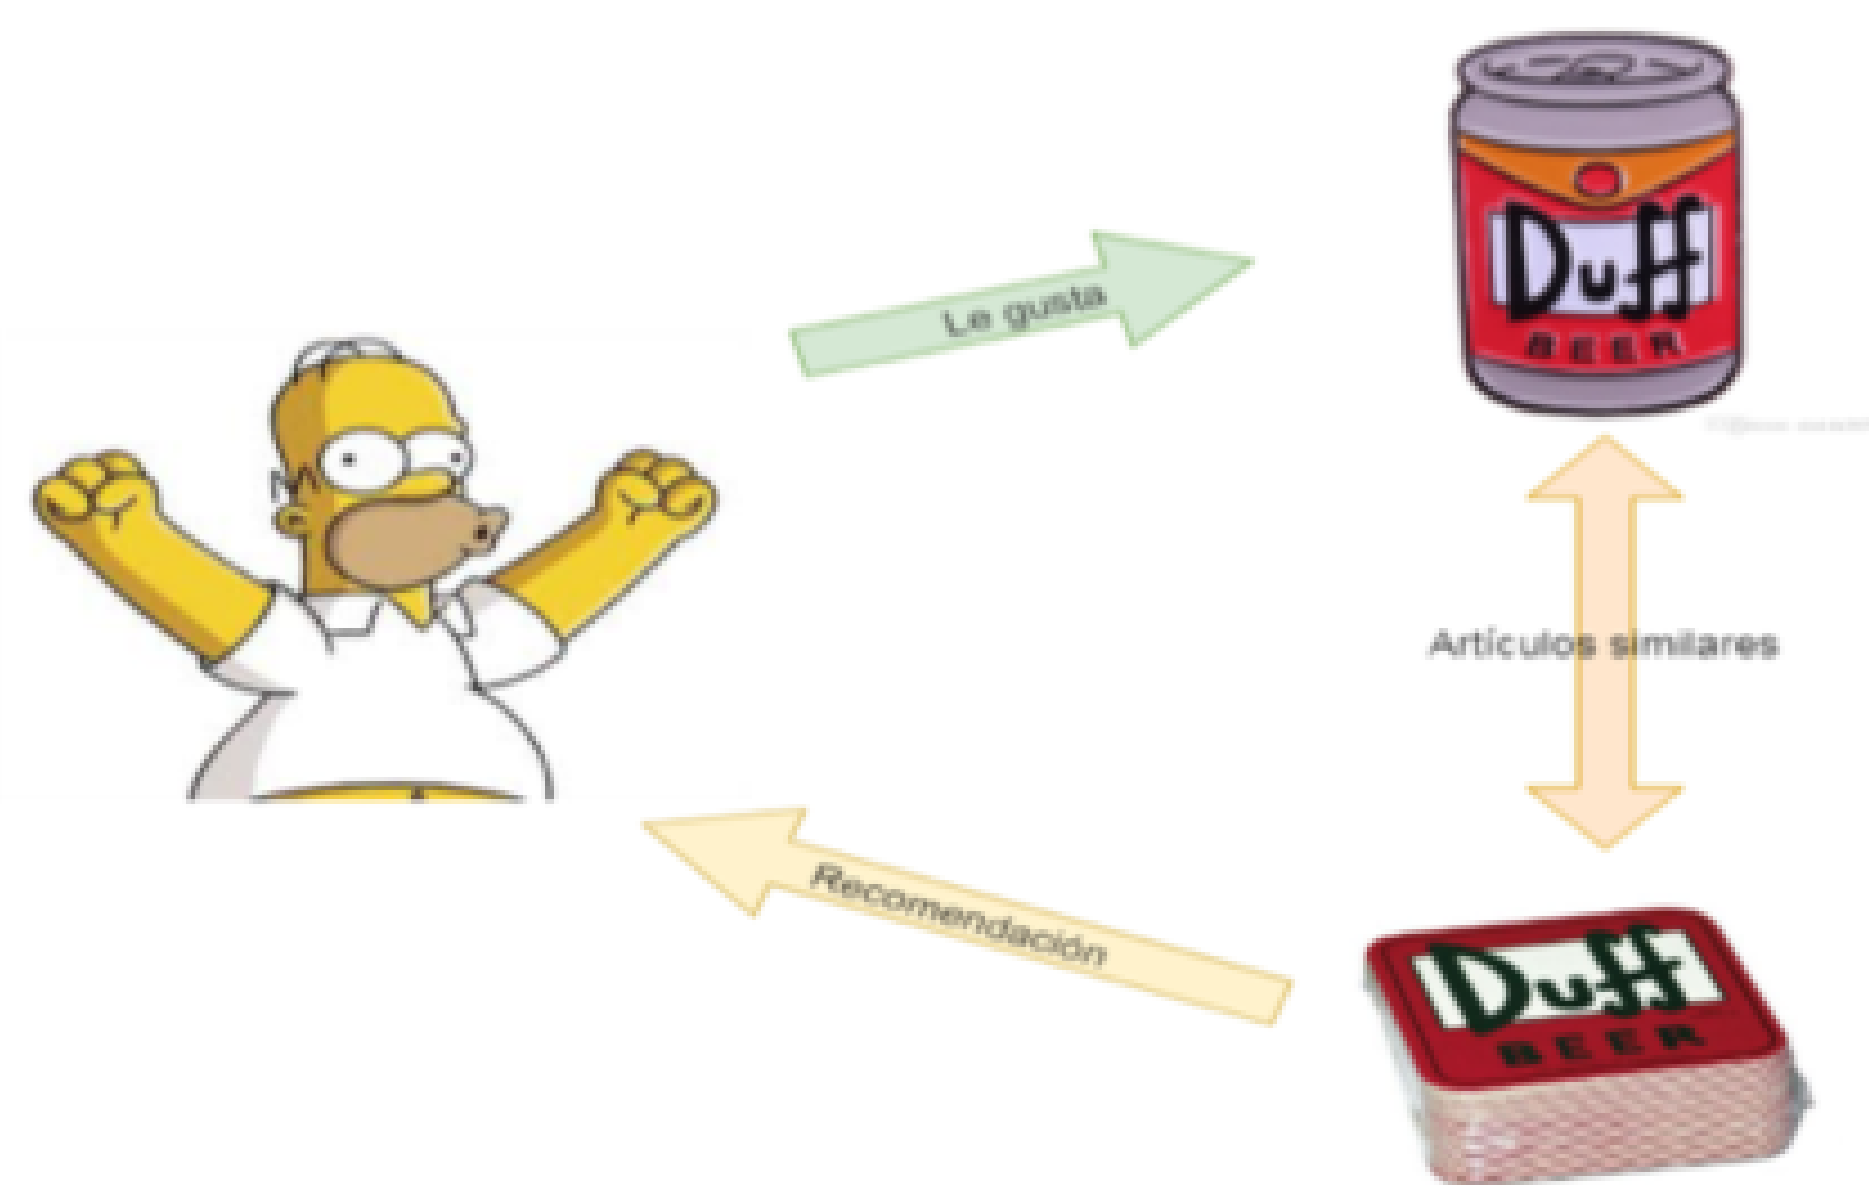 Duff
BEER
Le gusta
Artículos similares
Recomendación
Duff
BEER